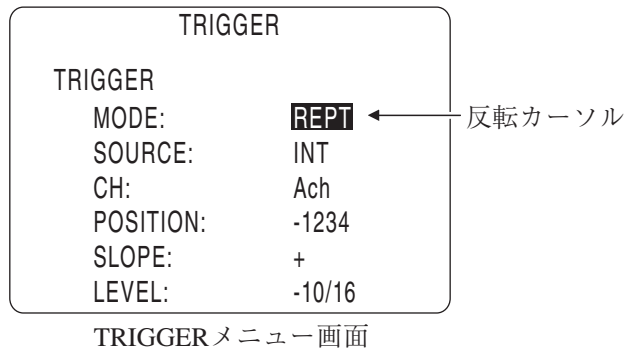 TRIGGER
TRIGGER
MODE: REPT 反転カーソル
SOURCE: INT
CH: Ach
POSITION: -1234
SLOPE: +
LEVEL: -10/16
TRIGGERメニュー画面